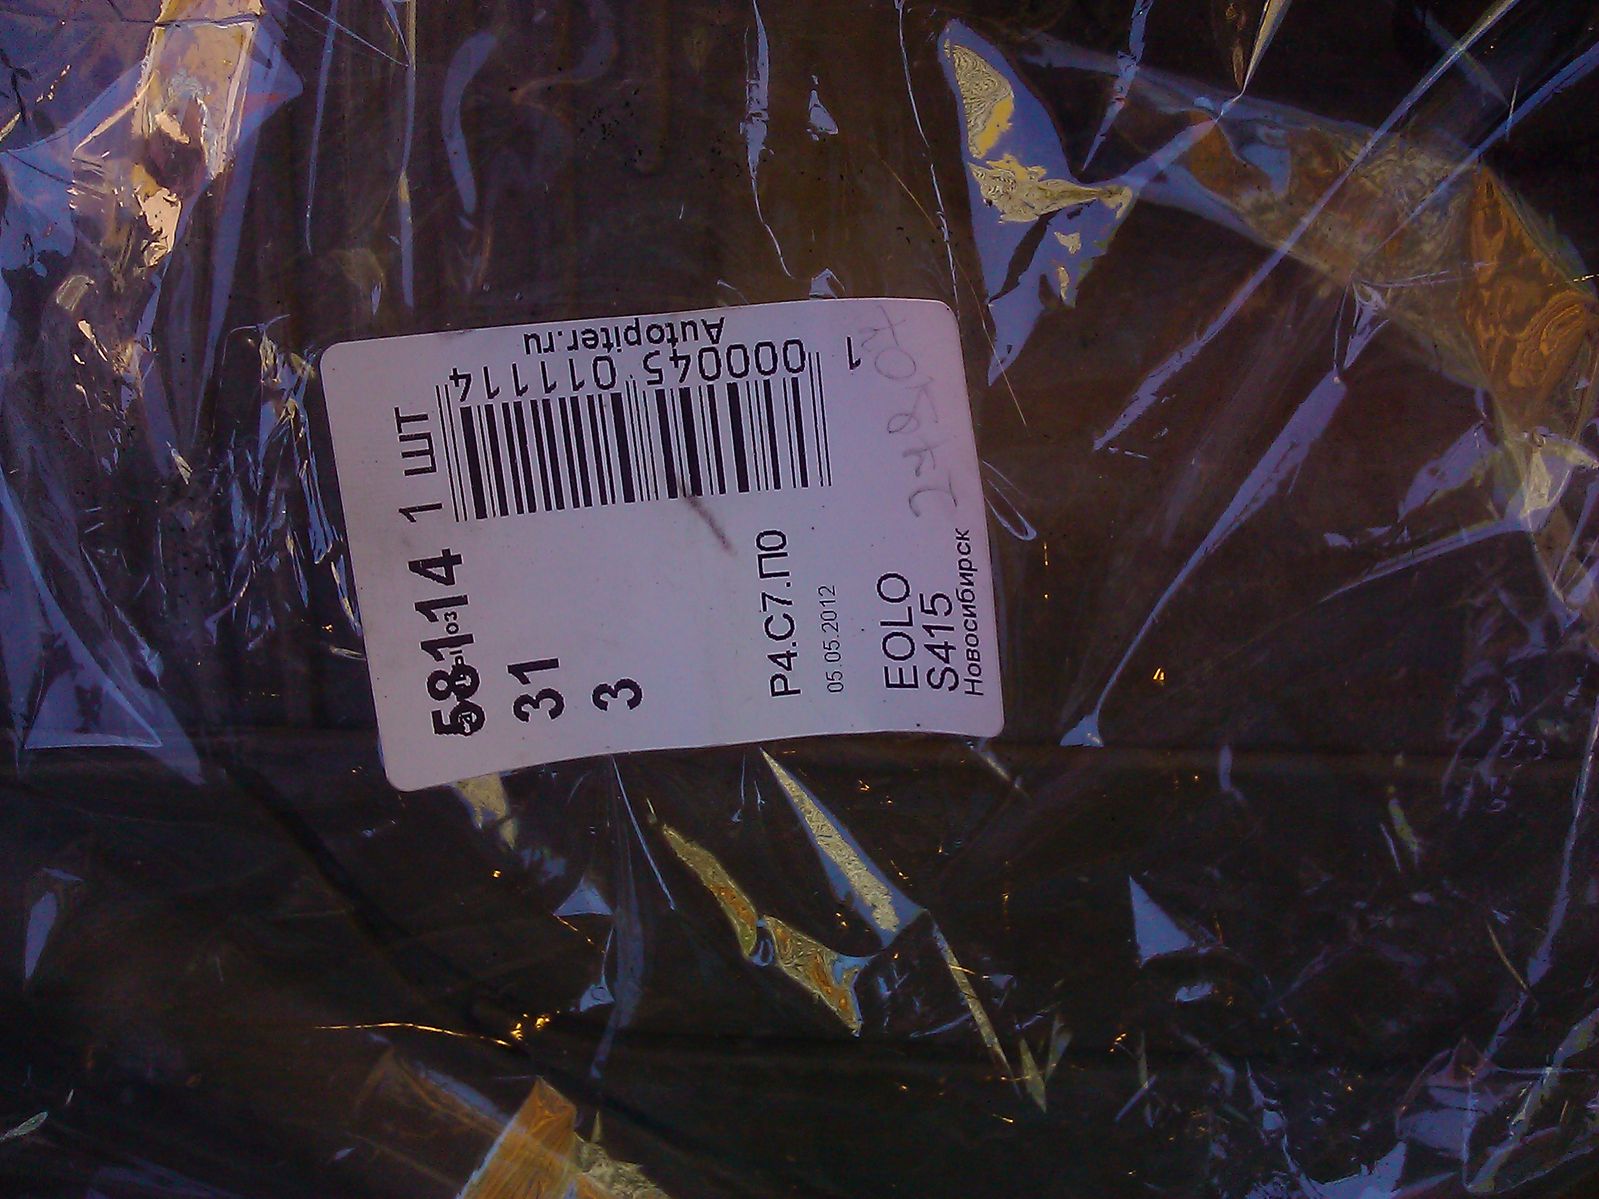 58114 1 шт
31
3
Autopiter.ru
000045 011114
1
Р4.С7.П0
05.05.2012
EOLO
S415
Новосибирск